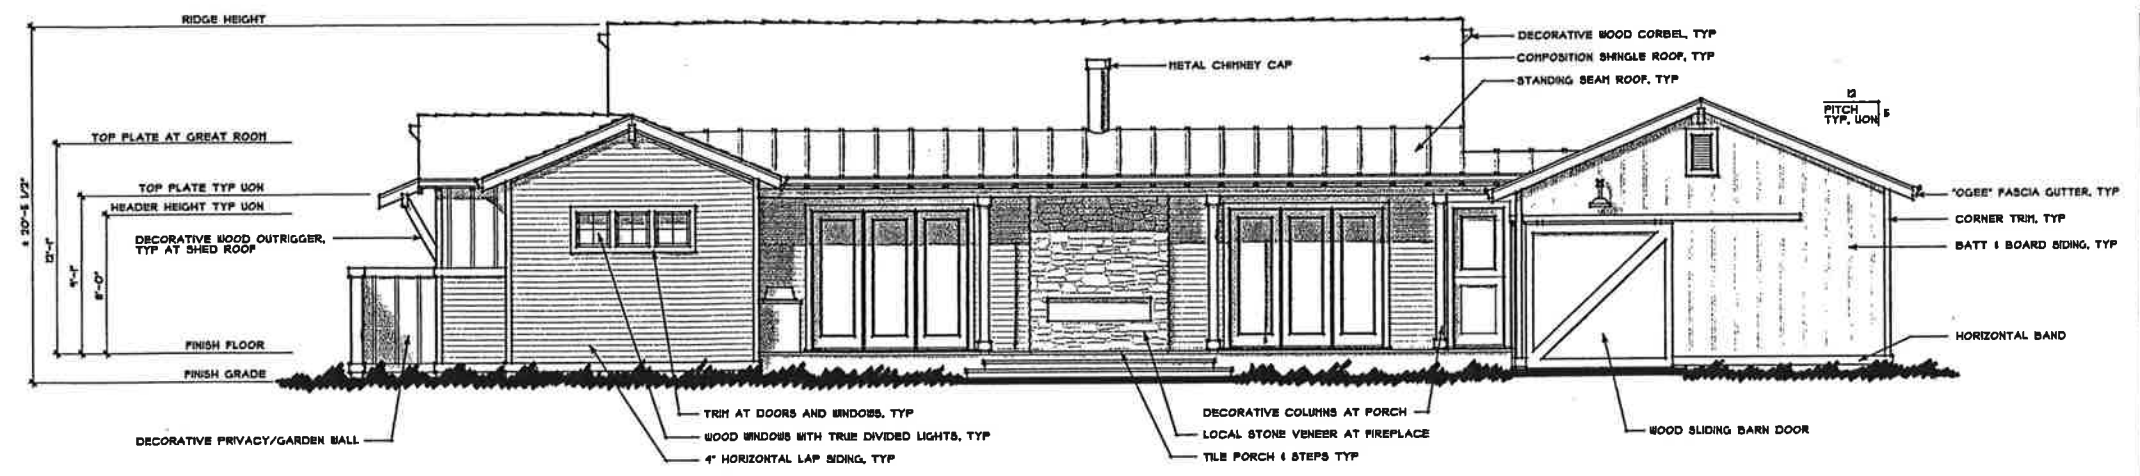 RIDGE HEIGHT
DECORATIVE WOOD CORBEL, TYP
COMPOSITION SHINGLE ROOF, TYP
METAL CHIMNEY CAP
STANDING SEAM ROOF, TYP
12
PITCH 5
TYP, UON
TOP PLATE AT GREAT ROOM
TOP PLATE TYP UON
"OGEE" FASCIA GUTTER, TYP
HEADER HEIGHT TYP UON
CORNER TRIM, TYP
DECORATIVE WOOD OUTRIGGER,
TYP AT SHED ROOF
BATT & BOARD SIDING, TYP
± 20'-5 1/2"
12'-1"
9'-1"
8'-0"
HORIZONTAL BAND
FINISH FLOOR
FINISH GRADE
TRIM AT DOORS AND WINDOWS, TYP
DECORATIVE COLUMNS AT PORCH
WOOD SLIDING BARN DOOR
DECORATIVE PRIVACY/GARDEN WALL
WOOD WINDOWS WITH TRUE DIVIDED LIGHTS, TYP
LOCAL STONE VENEER AT FIREPLACE
4" HORIZONTAL LAP SIDING, TYP
TILE PORCH & STEPS TYP